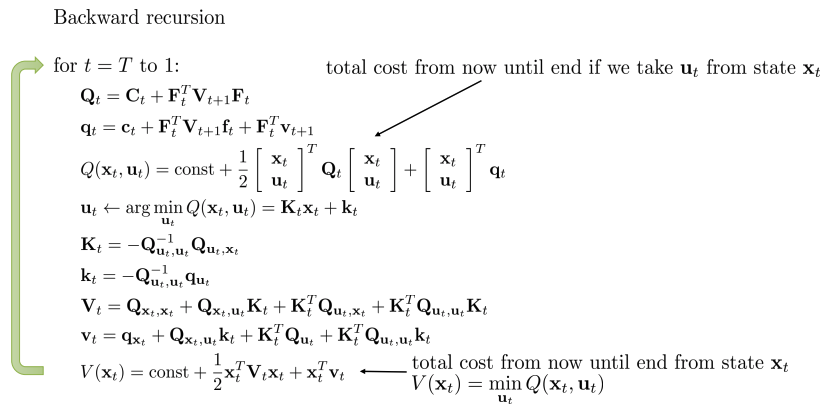 Backward recursion
for t = T to 1:
total cost from now until end if we take u_t from state x_t
Q_t = C_t + F_t^T V_{t+1} F_t
q_t = c_t + F_t^T V_{t+1} f_t + F_t^T v_{t+1}
Q(x_t, u_t) = const + \frac{1}{2} [x_t u_t]^T Q_t [x_t u_t] + [x_t u_t]^T q_t
u_t ← arg min_{u_t} Q(x_t, u_t) = K_t x_t + k_t
K_t = −Q_{u_t,u_t}^{−1} Q_{u_t,x_t}
k_t = −Q_{u_t,u_t}^{−1} q_{u_t}
V_t = Q_{x_t,x_t} + Q_{x_t,u_t} K_t + K_t^T Q_{u_t,x_t} + K_t^T Q_{u_t,u_t} K_t
v_t = q_{x_t} + Q_{x_t,u_t} k_t + K_t^T Q_{u_t} + K_t^T Q_{u_t,u_t} k_t
V(x_t) = const + \frac{1}{2} x_t^T V_t x_t + x_t^T v_t
total cost from now until end from state x_t
V(x_t) = min_{u_t} Q(x_t, u_t)